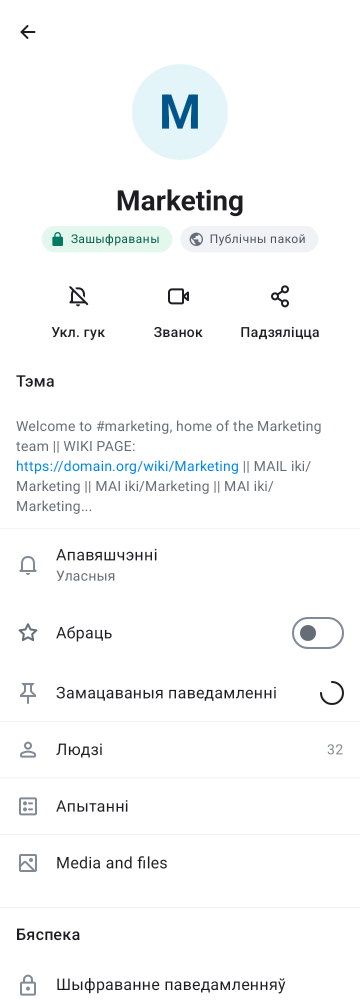 M
Marketing
Зашыфраваны
Публічны пакой
Укл. гук
Званок
Падзяліцца
Тэма
Welcome to #marketing, home of the Marketing
team || WIKI PAGE:
https://domain.org/wiki/Marketing || MAIL iki/
Marketing || MAI iki/Marketing || MAI iki/
Marketing...
Апавяшчэнні
Уласныя
Абраць
Замацаваныя паведамленні
Людзі 32
Апытанні
Media and files
Бяспека
Шыфраванне паведамленняў